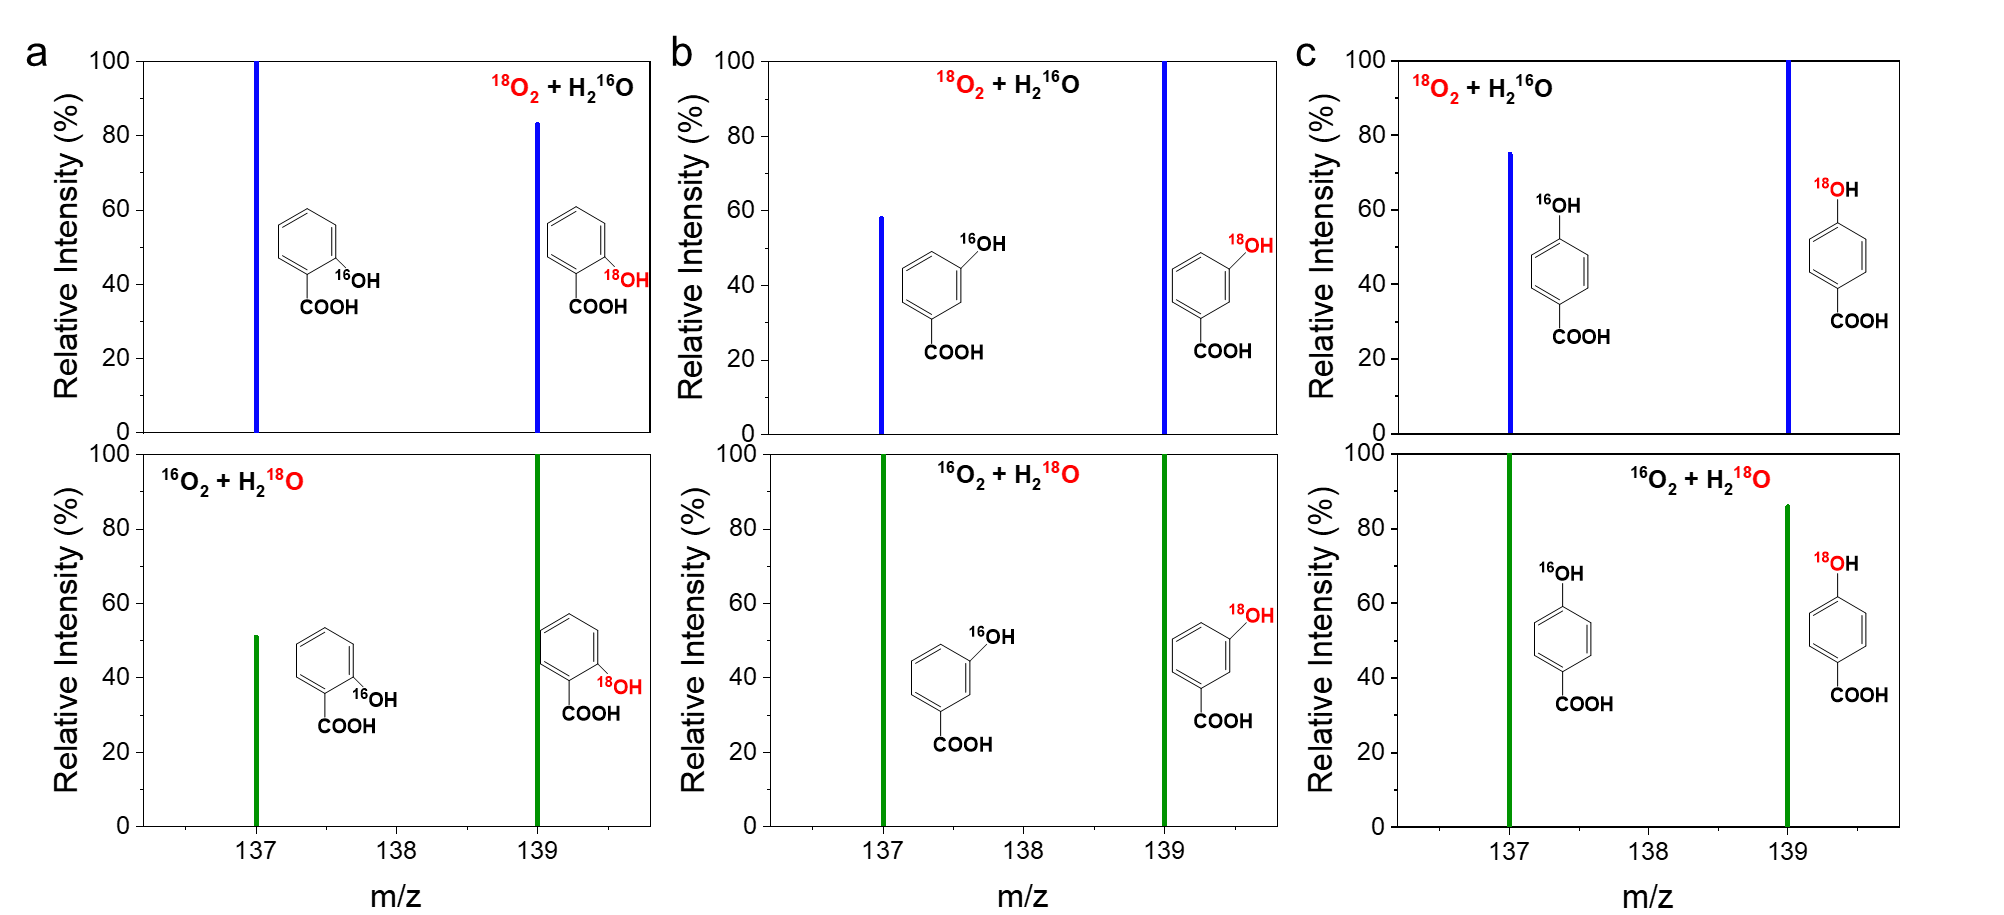 a
100
80
60
40
20
0
Relative Intensity (%)
¹⁸O₂ + H₂¹⁶O
¹⁶OH
COOH
¹⁸OH
COOH
100
80
60
40
20
0
Relative Intensity (%)
¹⁶O₂ + H₂¹⁸O
¹⁶OH
COOH
¹⁸OH
COOH
137
138
139
m/z
b
100
80
60
40
20
0
Relative Intensity (%)
¹⁸O₂ + H₂¹⁶O
¹⁶OH
COOH
¹⁸OH
COOH
100
80
60
40
20
0
Relative Intensity (%)
¹⁶O₂ + H₂¹⁸O
¹⁶OH
COOH
¹⁸OH
COOH
137
138
139
m/z
c
100
80
60
40
20
0
Relative Intensity (%)
¹⁸O₂ + H₂¹⁶O
¹⁶OH
COOH
¹⁸OH
COOH
100
80
60
40
20
0
Relative Intensity (%)
¹⁶O₂ + H₂¹⁸O
¹⁶OH
COOH
¹⁸OH
COOH
137
138
139
m/z